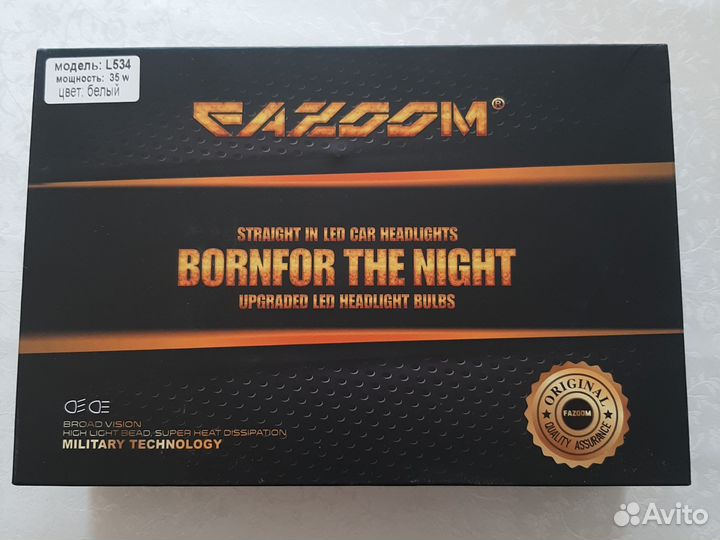 модель: L534
мощность: 35 w
цвет. белый
FAZOOM®
STRAIGHT IN LED CAR HEADLIGHTS
BORNFOR THE NIGHT
UPGRADED LED HEADLIGHT BULBS
BROAD VISION
HIGH LIGHT BEAD, SUPER HEAT DISSIPATION
MILITARY TECHNOLOGY
ORIGINAL
FAZOOM
QUALITY ASSURANCE
Avito